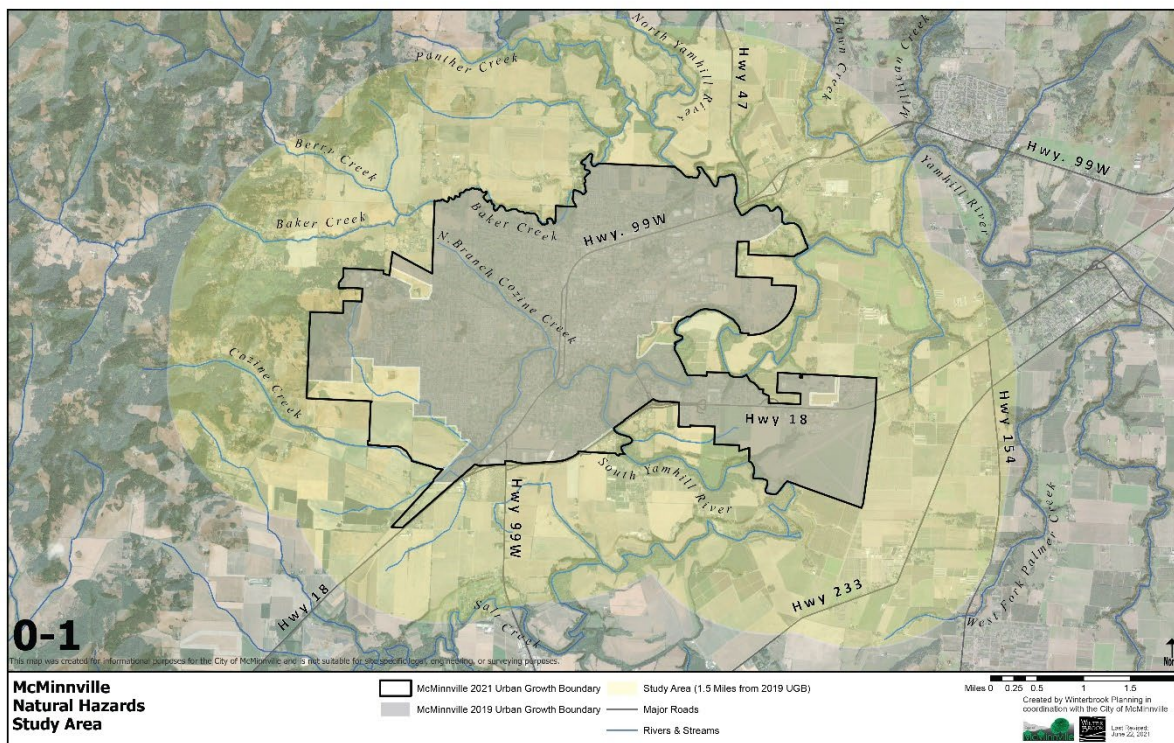 Panther Creek
North Yamhill River
Hwy 47
Hawn Creek
Millican Creek
Hwy. 99W
Yamhill River
Berry Creek
Baker Creek
Baker Creek
Hwy. 99W
N. Branch Cozine Creek
Cozine Creek
Hwy 18
Hwy 154
South Yamhill River
Hwy 99W
Hwy 233
West Fork Palmer Creek
Hwy 18
Salt Creek
0-1
This map was created for informational purposes for the City of McMinnville and is not suitable for site specific legal, engineering, or surveying purposes.
McMinnville
Natural Hazards
Study Area
McMinnville 2021 Urban Growth Boundary
McMinnville 2019 Urban Growth Boundary
Study Area (1.5 Miles from 2019 UGB)
Major Roads
Rivers & Streams
Miles 0 0.25 0.5 1 1.5
Created by Winterbrook Planning in
coordination with the City of McMinnville
WINTER
BROOK
Last Revised:
June 22, 2021